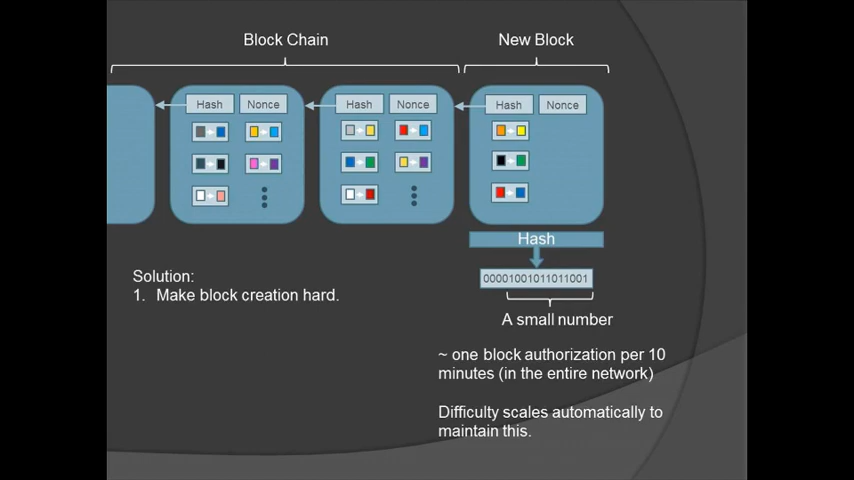 Block Chain
New Block
Hash
Nonce
Hash
Nonce
Hash
Nonce
Hash
00001001011011001
A small number
Solution:
1. Make block creation hard.
~ one block authorization per 10
minutes (in the entire network)
Difficulty scales automatically to
maintain this.